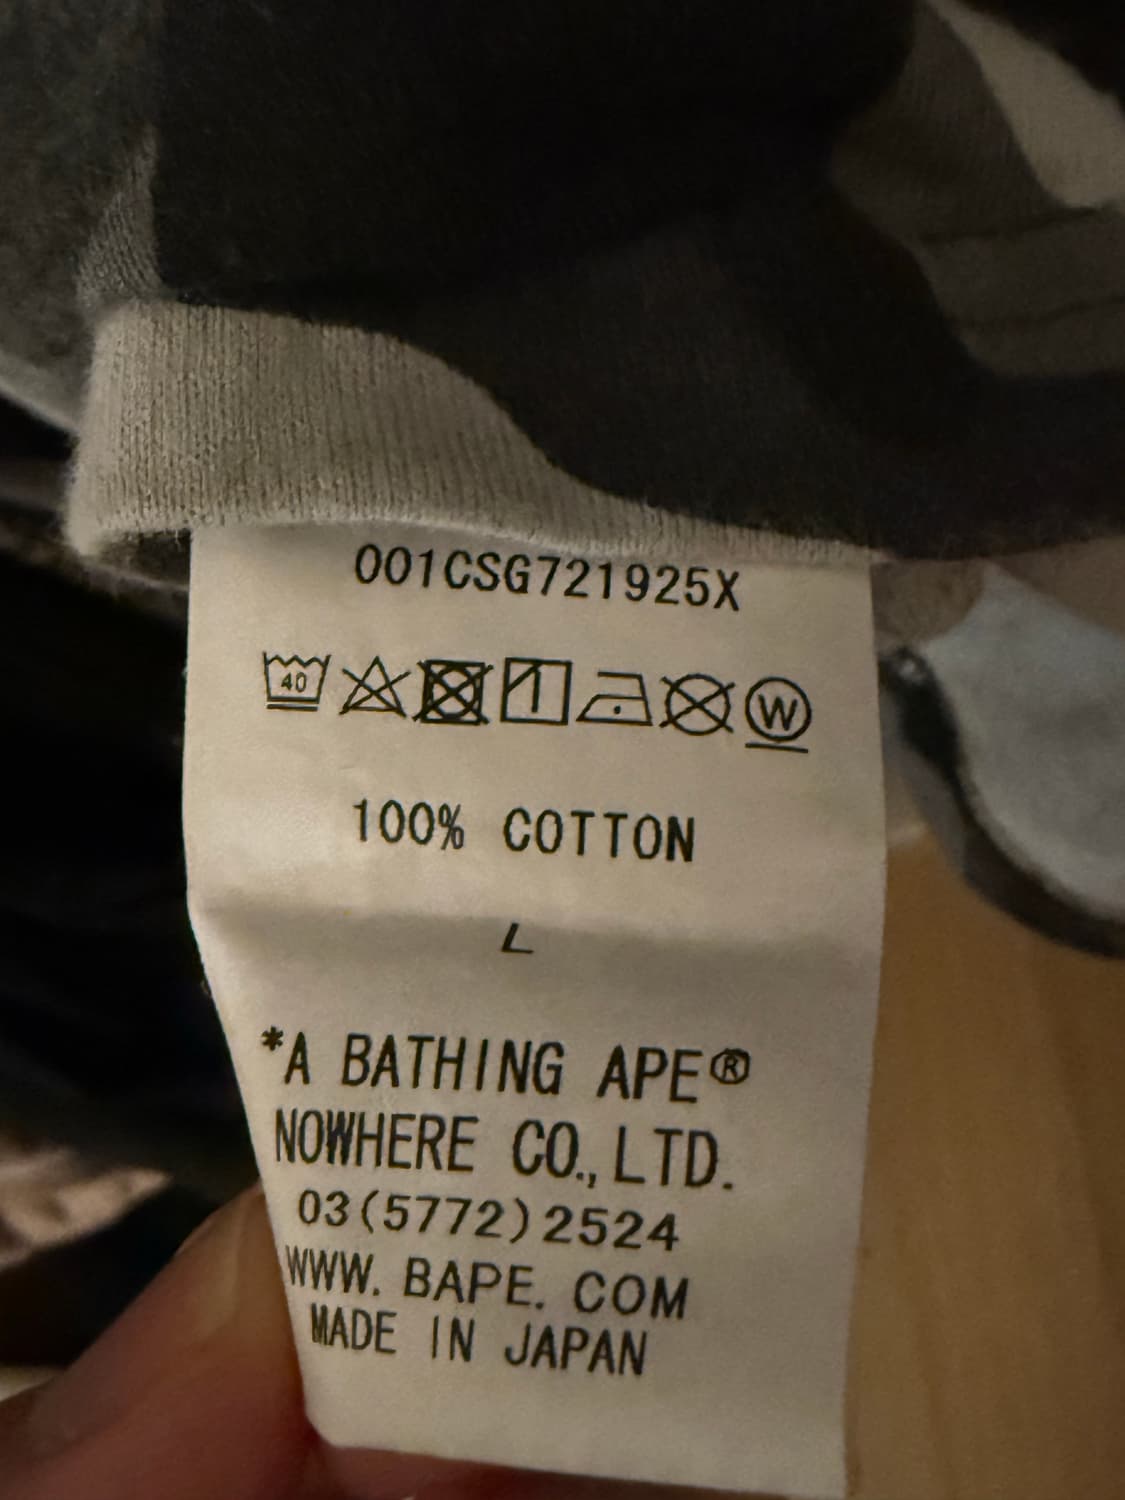 001CSG721925X
40 W
100% COTTON
L
*A BATHING APE®
NOWHERE CO., LTD.
03(5772)2524
WWW. BAPE. COM
MADE IN JAPAN